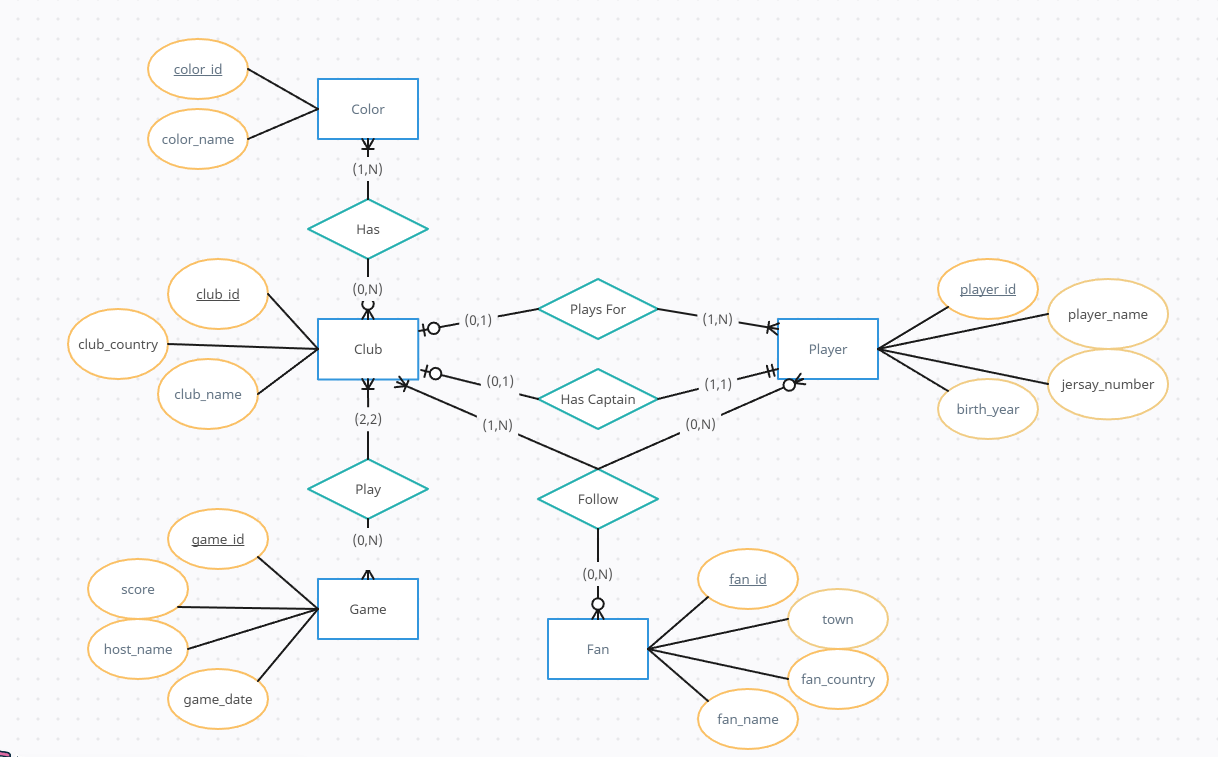 color_id
color_name
Color
(1,N)
Has
(0,N)
club_id
club_country
club_name
Club
(0,1)
Plays For
(1,N)
(0,1)
Has Captain
(1,1)
Player
player_id
player_name
jersay_number
birth_year
(2,2)
(1,N)
(0,N)
Play
Follow
(0,N)
(0,N)
game_id
score
host_name
game_date
Game
Fan
fan_id
town
fan_country
fan_name